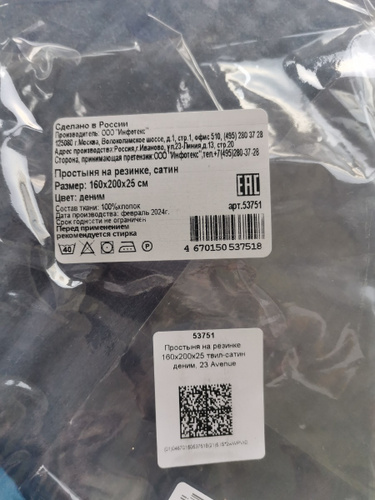 Сделано в России
Производитель: ООО "Инфотекс",
125080 г.Москва, Волоколамское шоссе, д.1, стр.1, офис 510, (495) 280 37 28
Адрес производства:Россия,г.Иваново, ул.23-Линия,д.13, стр.20
Сторона, принимающая претензии:ООО "Инфотекс",тел.+7(495)280-37-28
Простыня на резинке, сатин
Размер: 160х200х25 см
Цвет: деним
Состав ткани: 100%хлопок
Дата производства: февраль 2024г.
Срок годности не ограничен
Перед применением
рекомендуется стирка
EAC
арт.53751
40
P
4 670150 537518
53751
Простыня на резинке
160х200х25 твил-сатин
деним, 23 Avenue